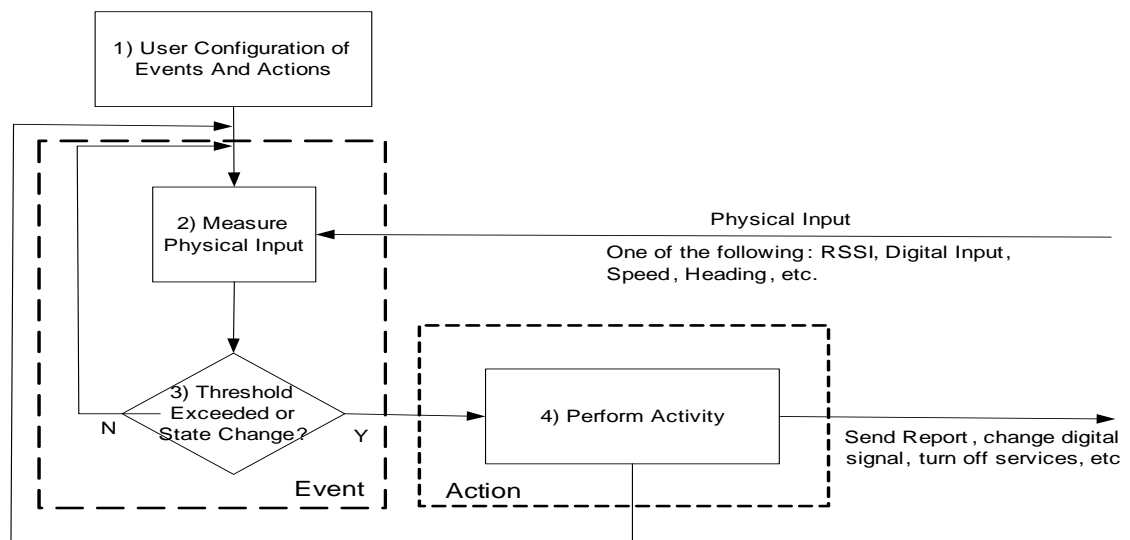 1) User Configuration of
Events And Actions
2) Measure
Physical Input
Physical Input
One of the following: RSSI, Digital Input,
Speed, Heading, etc.
3) Threshold
Exceeded or
State Change?
N
Y
Event
4) Perform Activity
Action
Send Report, change digital
signal, turn off services, etc